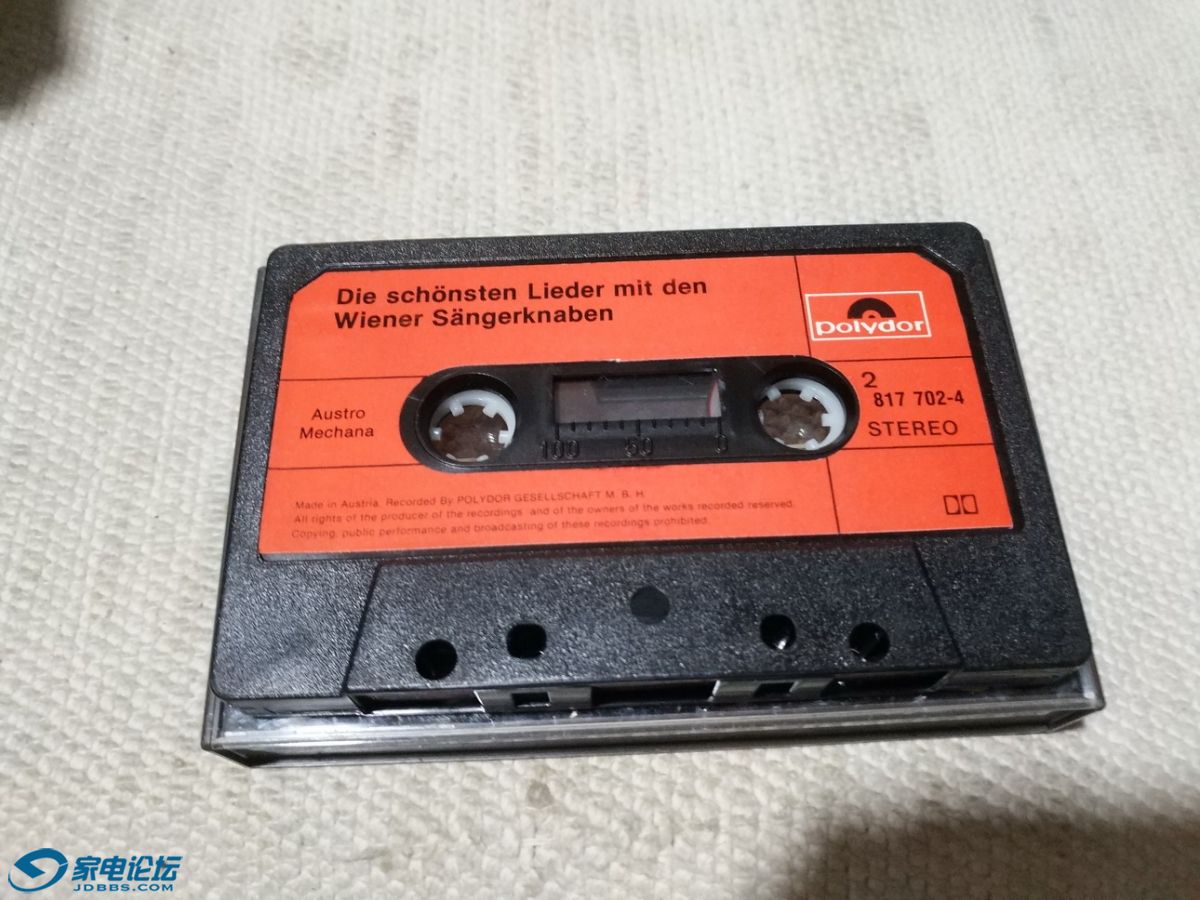 Die schönsten Lieder mit den
Wiener Sängerknaben
polydor
Austro
Mechana
2
817 702-4
STEREO
100 50 0
Made in Austria. Recorded By POLYDOR GESELLSCHAFT M. B. H.
All rights of the producer of the recordings and of the owners of the works recorded reserved.
Copying, public performance and broadcasting of these recordings prohibited.
家电论坛
JDBBS.COM